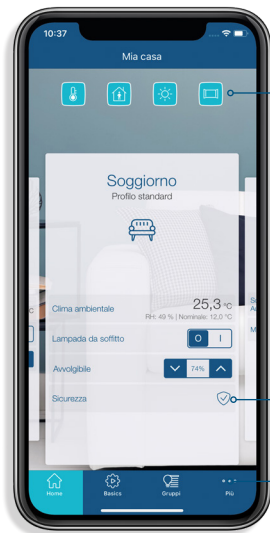 10:37
Mia casa
Soggiorno
Profilo standard
Clima ambientale 25,3 °C
RH: 49 % | Nominale: 12,0 °C
Lampada da soffitto O I
Avvolgibile 74%
Sicurezza
Home Basics Gruppi Più